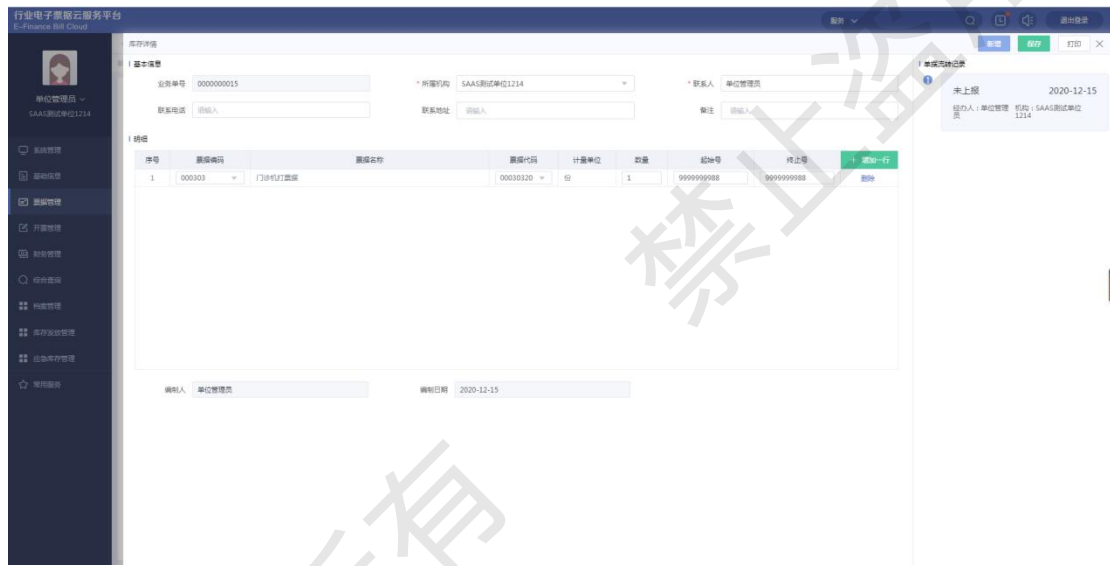 行业电子票据云服务平台
E-Finance Bill Cloud
服务
退出登录
单位管理员
SAAS测试单位1214
系统管理
基础信息
票据管理
开票管理
财务管理
综合查询
档案管理
库存发放管理
应急库存管理
常用服务
库存详情
新增 保存 打印
基本信息
业务单号 0000000015 *所属机构 SAAS测试单位1214 *联系人 单位管理员
联系电话 请输入 联系地址 请输入 备注 请输入
明细
序号 票据编码 票据名称 票据代码 计量单位 数量 起始号 终止号 + 增加一行
1 000303 门诊机打票据 00030320 份 1 9999999988 9999999988 删除
编制人 单位管理员 编制日期 2020-12-15
单据流转记录
未上报 2020-12-15
经办人：单位管理员 机构：SAAS测试单位1214
禁止盗
所有